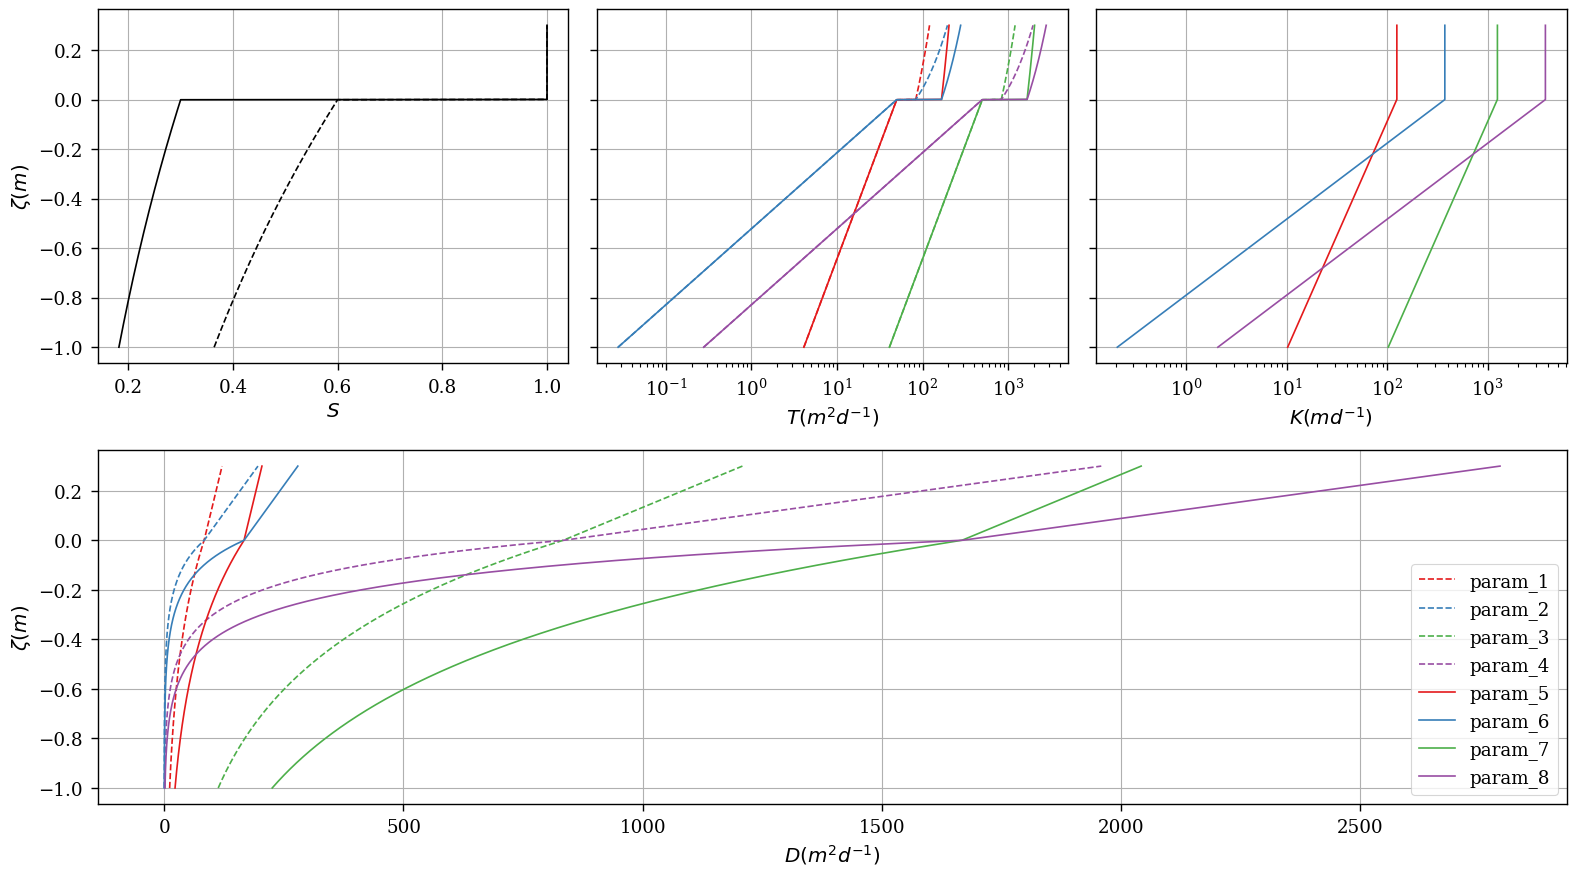 0.2
0.0
−0.2
−0.4
−0.6
−0.8
−1.0
ζ(m)
0.2 0.4 0.6 0.8 1.0
S
10⁻¹ 10⁰ 10¹ 10² 10³
T(m²d⁻¹)
10⁰ 10¹ 10² 10³
K(md⁻¹)
0.2
0.0
−0.2
−0.4
−0.6
−0.8
−1.0
ζ(m)
0 500 1000 1500 2000 2500
D(m²d⁻¹)
param_1
param_2
param_3
param_4
param_5
param_6
param_7
param_8